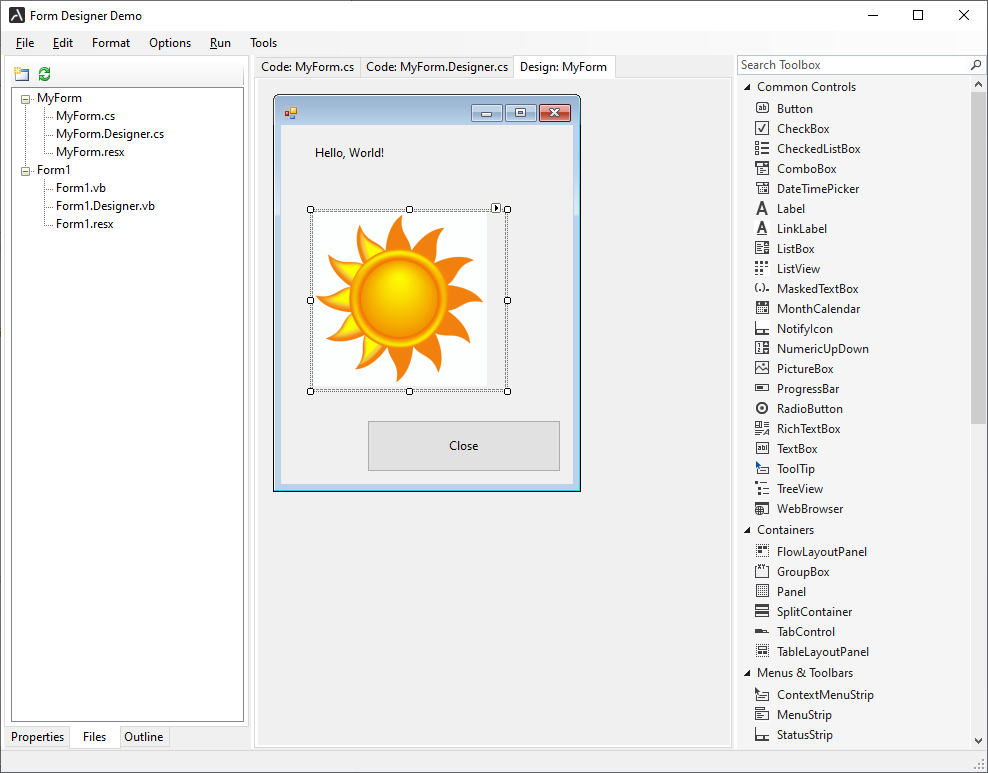 Form Designer Demo
File Edit Format Options Run Tools
MyForm
MyForm.cs
MyForm.Designer.cs
MyForm.resx
Form1
Form1.vb
Form1.Designer.vb
Form1.resx
Properties Files Outline
Code: MyForm.cs Code: MyForm.Designer.cs Design: MyForm
Hello, World!
Close
Search Toolbox
Common Controls
Button
CheckBox
CheckedListBox
ComboBox
DateTimePicker
Label
LinkLabel
ListBox
ListView
MaskedTextBox
MonthCalendar
NotifyIcon
NumericUpDown
PictureBox
ProgressBar
RadioButton
RichTextBox
TextBox
ToolTip
TreeView
WebBrowser
Containers
FlowLayoutPanel
GroupBox
Panel
SplitContainer
TabControl
TableLayoutPanel
Menus & Toolbars
ContextMenuStrip
MenuStrip
StatusStrip